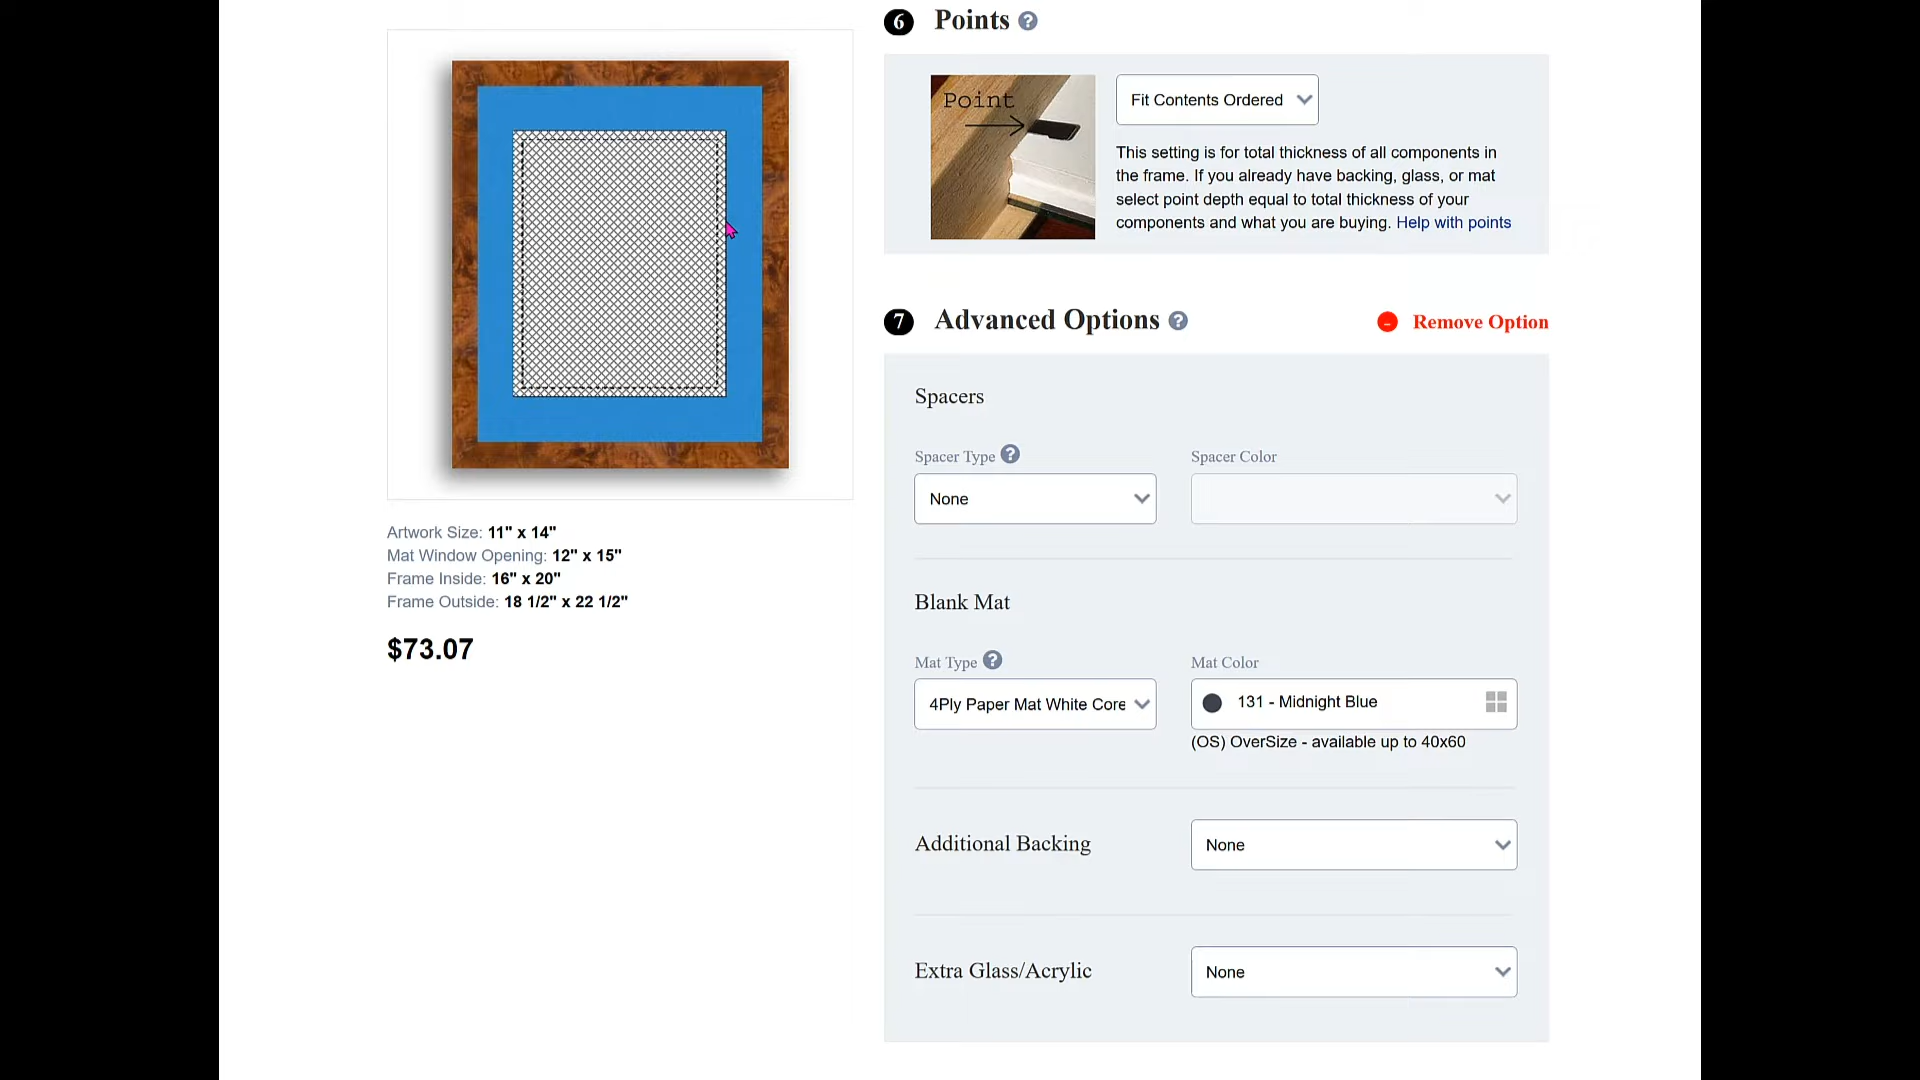 6 Points ?
Point
Fit Contents Ordered
This setting is for total thickness of all components in
the frame. If you already have backing, glass, or mat
select point depth equal to total thickness of your
components and what you are buying. Help with points
7 Advanced Options ?
- Remove Option
Spacers
Spacer Type ?
Spacer Color
None
Blank Mat
Mat Type ?
Mat Color
4Ply Paper Mat White Core
131 - Midnight Blue
(OS) OverSize - available up to 40x60
Additional Backing
None
Extra Glass/Acrylic
None
Artwork Size: 11" x 14"
Mat Window Opening: 12" x 15"
Frame Inside: 16" x 20"
Frame Outside: 18 1/2" x 22 1/2"
$73.07